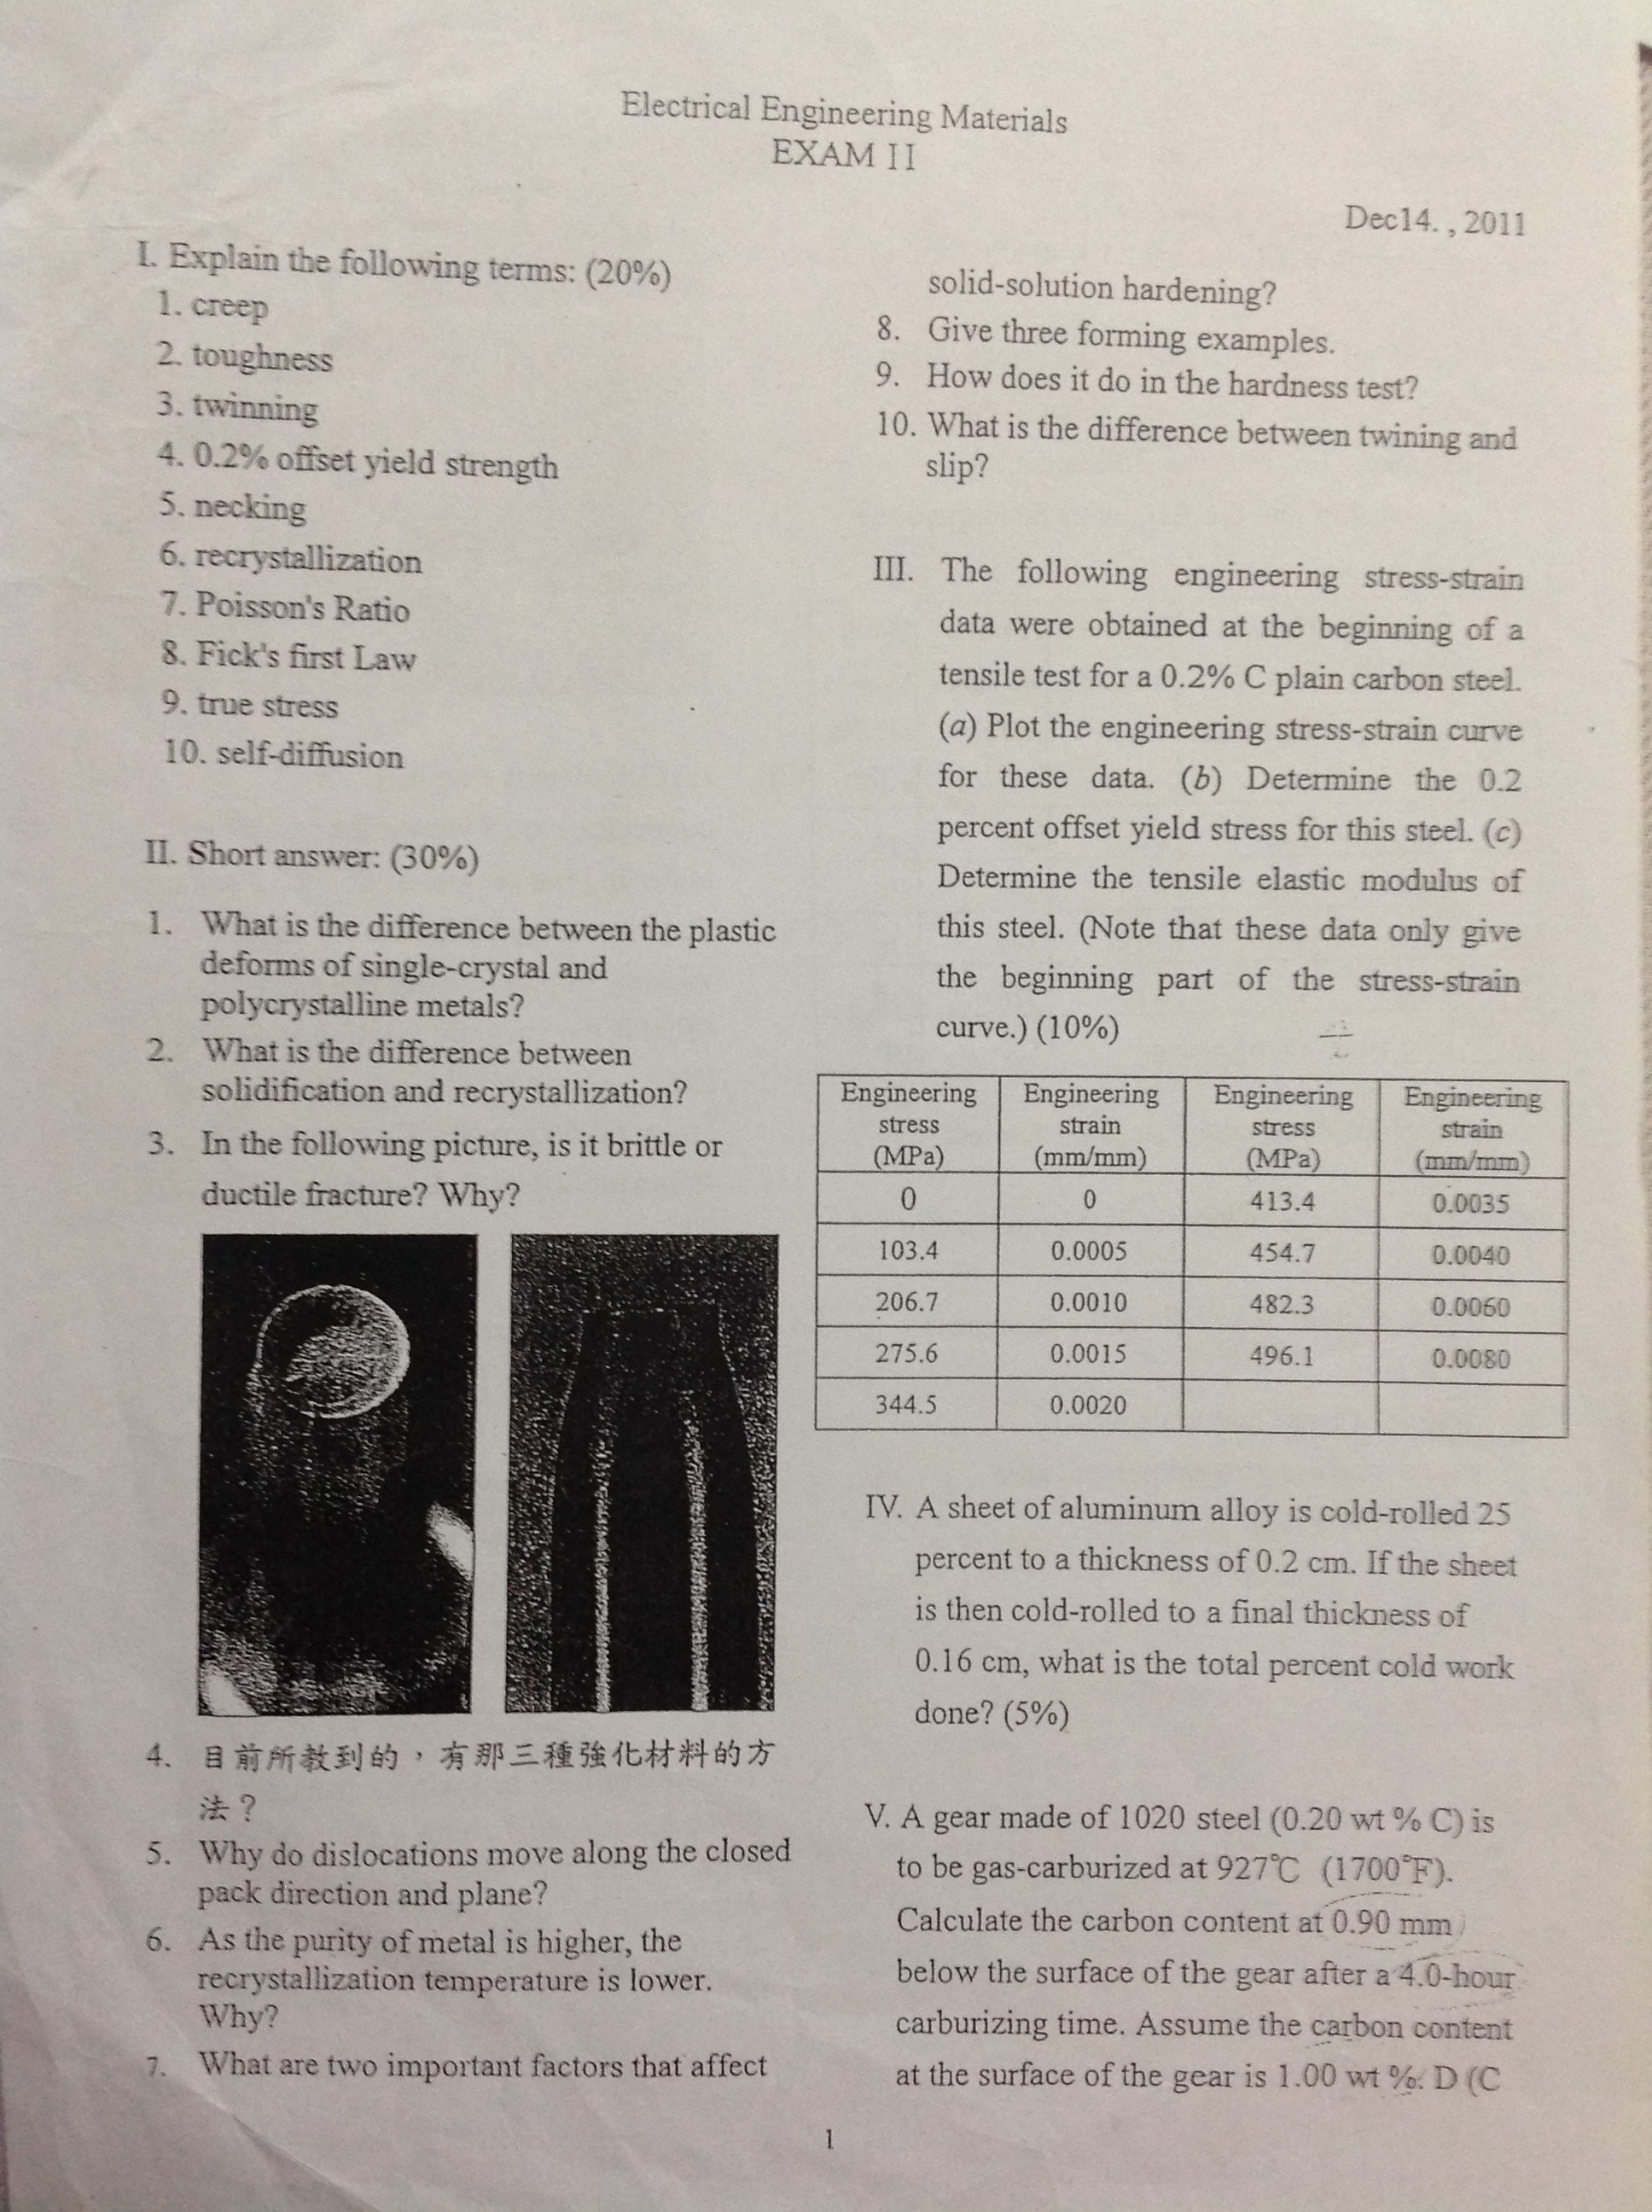 Electrical Engineering Materials
EXAM II
Dec14. , 2011
I. Explain the following terms: (20%)
1. creep
2. toughness
3. twinning
4. 0.2% offset yield strength
5. necking
6. recrystallization
7. Poisson's Ratio
8. Fick's first Law
9. true stress
10. self-diffusion
II. Short answer: (30%)
1. What is the difference between the plastic
deforms of single-crystal and
polycrystalline metals?
2. What is the difference between
solidification and recrystallization?
3. In the following picture, is it brittle or
ductile fracture? Why?
4. 目前所教到的，有那三種強化材料的方
法？
5. Why do dislocations move along the closed
pack direction and plane?
6. As the purity of metal is higher, the
recrystallization temperature is lower.
Why?
7. What are two important factors that affect
solid-solution hardening?
8. Give three forming examples.
9. How does it do in the hardness test?
10. What is the difference between twining and
slip?
III. The following engineering stress-strain
data were obtained at the beginning of a
tensile test for a 0.2% C plain carbon steel.
(a) Plot the engineering stress-strain curve
for these data. (b) Determine the 0.2
percent offset yield stress for this steel. (c)
Determine the tensile elastic modulus of
this steel. (Note that these data only give
the beginning part of the stress-strain
curve.) (10%)
Engineering Engineering Engineering Engineering
stress strain stress strain
(MPa) (mm/mm) (MPa) (mm/mm)
0 0 413.4 0.0035
103.4 0.0005 454.7 0.0040
206.7 0.0010 482.3 0.0060
275.6 0.0015 496.1 0.0080
344.5 0.0020
IV. A sheet of aluminum alloy is cold-rolled 25
percent to a thickness of 0.2 cm. If the sheet
is then cold-rolled to a final thickness of
0.16 cm, what is the total percent cold work
done? (5%)
V. A gear made of 1020 steel (0.20 wt % C) is
to be gas-carburized at 927℃ (1700℉).
Calculate the carbon content at 0.90 mm
below the surface of the gear after a 4.0-hour
carburizing time. Assume the carbon content
at the surface of the gear is 1.00 wt %. D (C
1